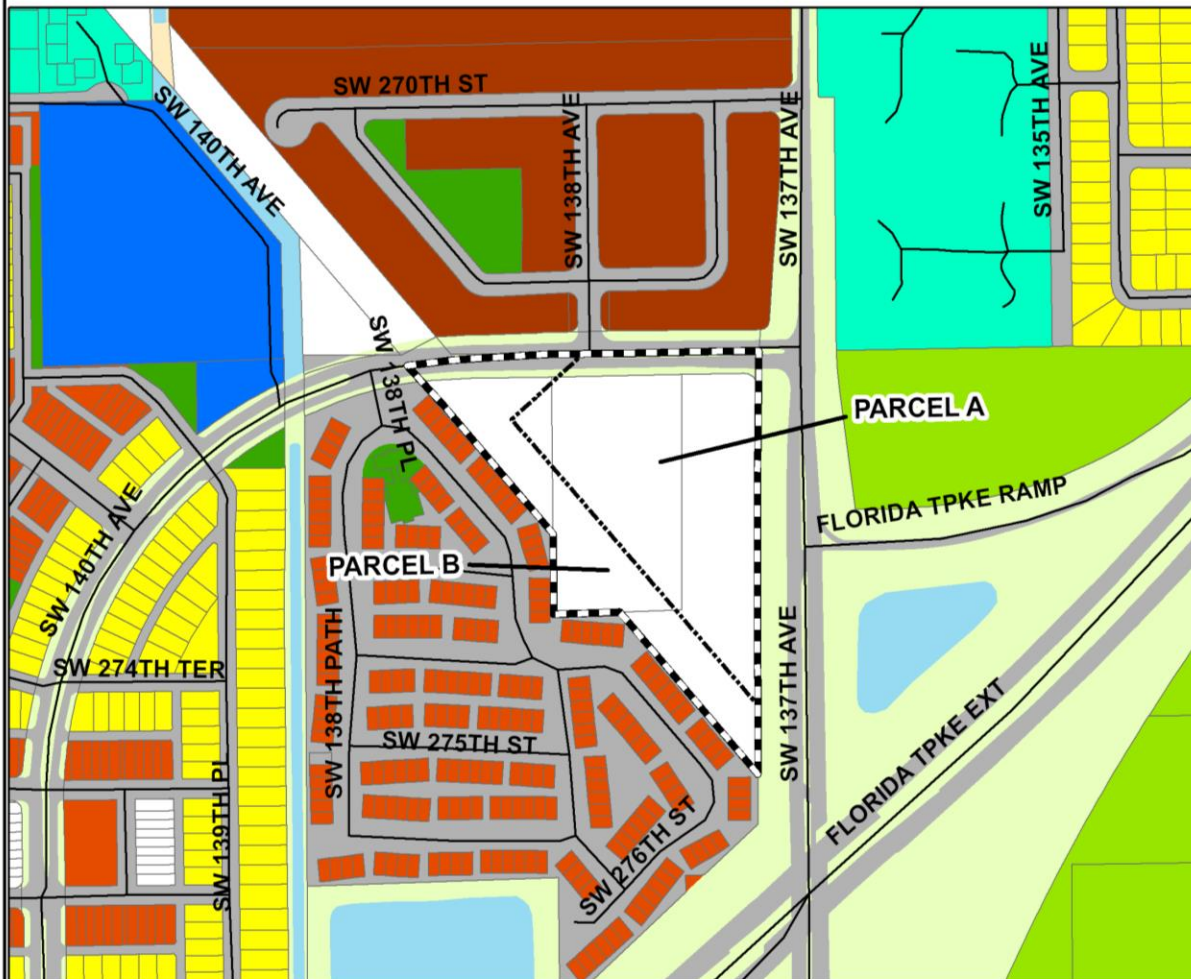 SW 270TH ST
SW 140TH AVE
SW 138TH AVE
SW 137TH AVE
SW 135TH AVE
SW 138TH PL
PARCEL A
FLORIDA TPKE RAMP
PARCEL B
SW 140TH AVE
SW 274TH TER
SW 138TH PATH
SW 137TH AVE
SW 275TH ST
FLORIDA TPKE EXT
SW 139TH PL
SW 276TH ST